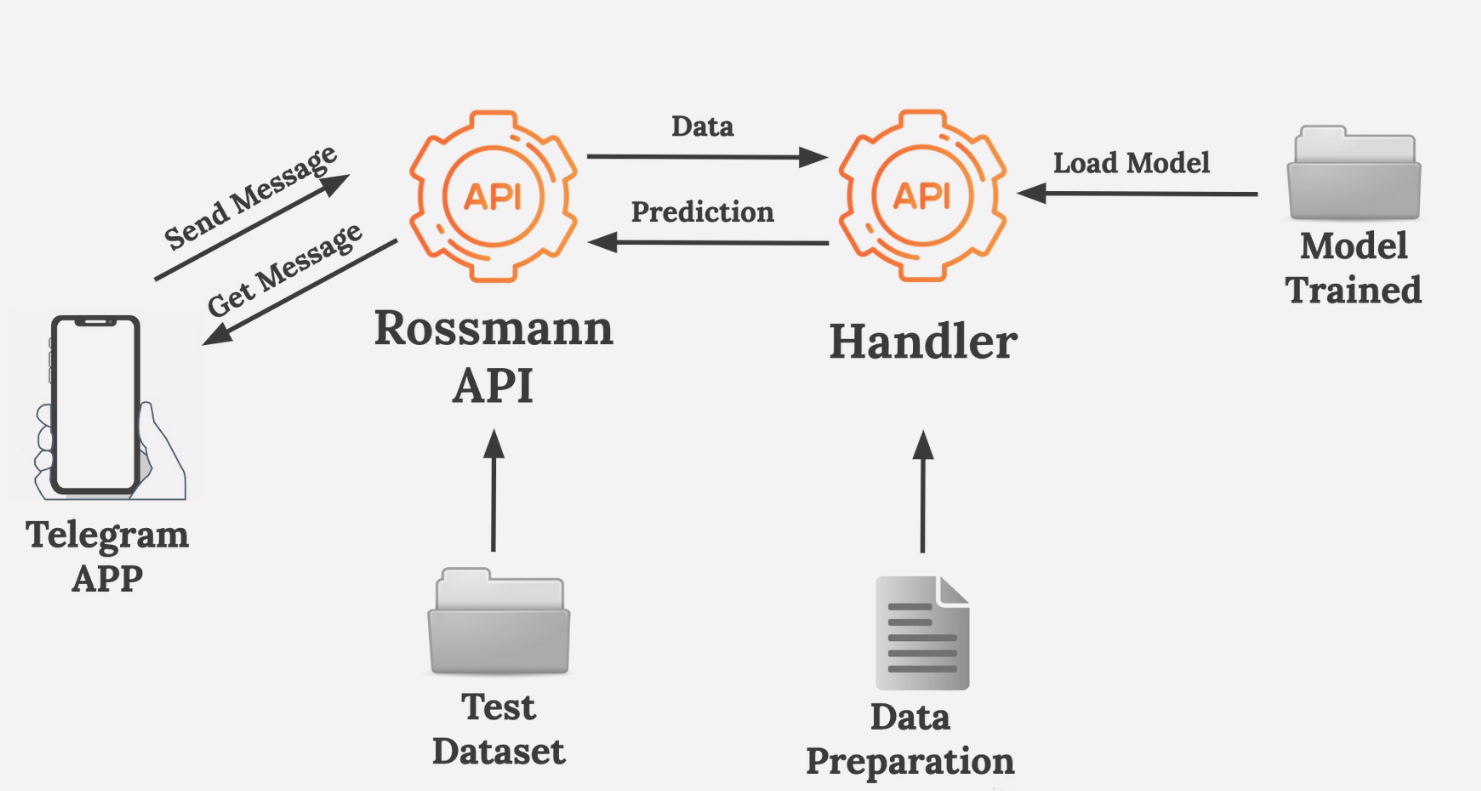 Send Message
Get Message
API
Data
Prediction
API
Load Model
Rossmann
API
Handler
Model
Trained
Telegram
APP
Test
Dataset
Data
Preparation